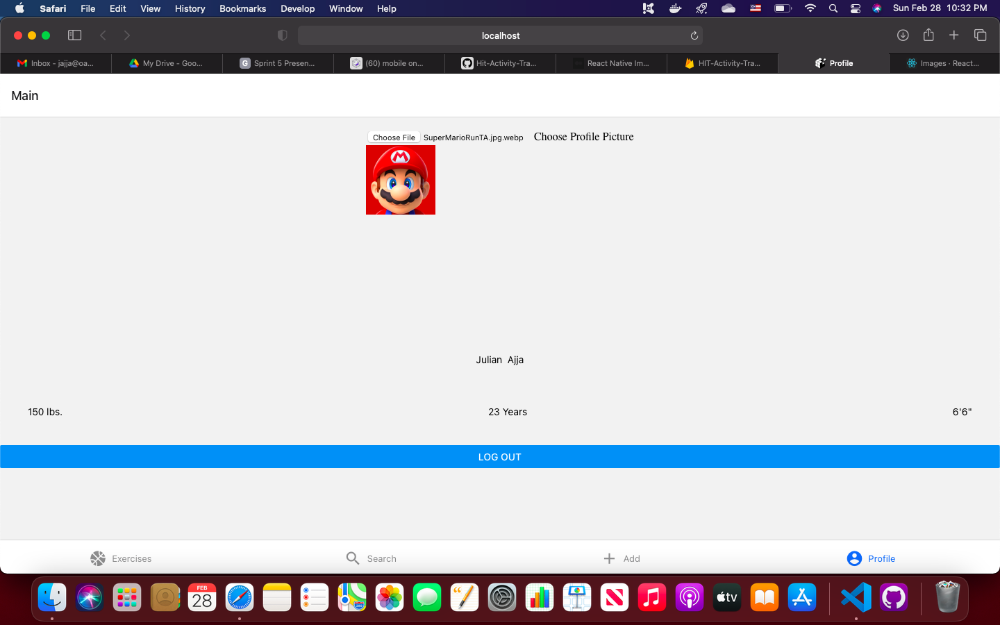 Safari File Edit View History Bookmarks Develop Window Help Sun Feb 28 10:32 PM
localhost
Inbox - jajja@oa... My Drive - Goo... G Sprint 5 Presen... (60) mobile on... Hit-Activity-Tra... React Native Im... HIT-Activity-Tra... Profile Images · React...
Main
Choose File SuperMarioRunTA.jpg.webp Choose Profile Picture
M
Julian Ajja
150 lbs. 23 Years 6'6"
LOG OUT
Exercises Search Add Profile
FEB
28
280
tv